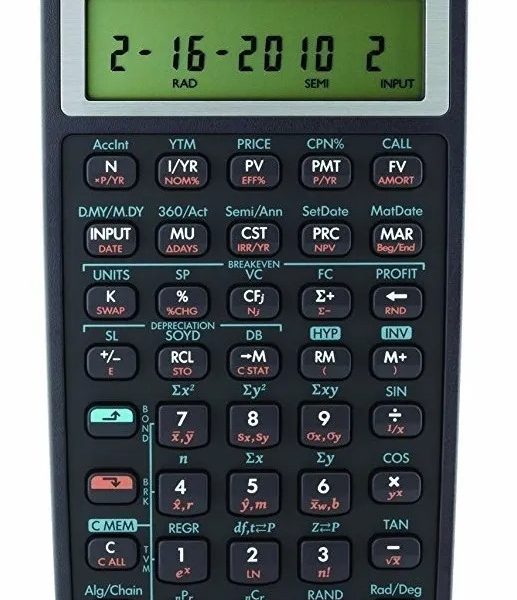 2-16-2010 2
RAD SEMI INPUT
AccInt YTM PRICE CPN% CALL
N I/YR PV PMT FV
×P/YR NOM% EFF% P/YR AMORT
D.MY/M.DY 360/Act Semi/Ann SetDate MatDate
INPUT MU CST PRC MAR
DATE ΔDAYS IRR/YR NPV Beg/End
BREAKEVEN
UNITS SP VC FC PROFIT
K % CFj Σ+ ←
SWAP %CHG Nj Σ− RND
DEPRECIATION
SL SOYD DB HYP INV
+/− RCL →M RM M+
E STO C STAT ( )
Σx² Σy² Σxy SIN
7 8 9 ÷
x̄,ȳ Sx,Sy σx,σy 1/x
BOND
n Σx Σy COS
4 5 6 ×
x̂,r ŷ,m x̄w,b yˣ
BRK
C MEM REGR df,t⇄P Z⇄P TAN
C 1 2 3 −
C ALL eˣ LN n! √x
TVM
Alg/Chain nPr nCr RAND Rad/Deg